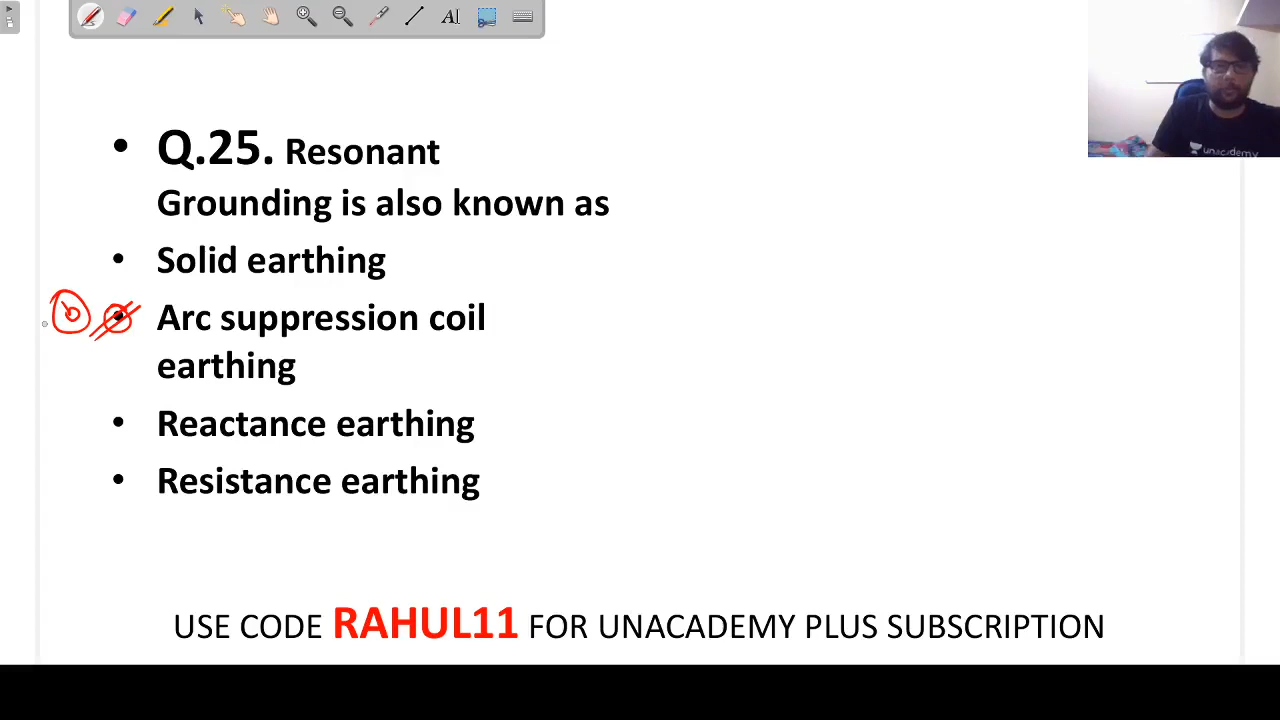 • Q.25. Resonant
Grounding is also known as
• Solid earthing
• Arc suppression coil
earthing
• Reactance earthing
• Resistance earthing
USE CODE RAHUL11 FOR UNACADEMY PLUS SUBSCRIPTION
unacademy